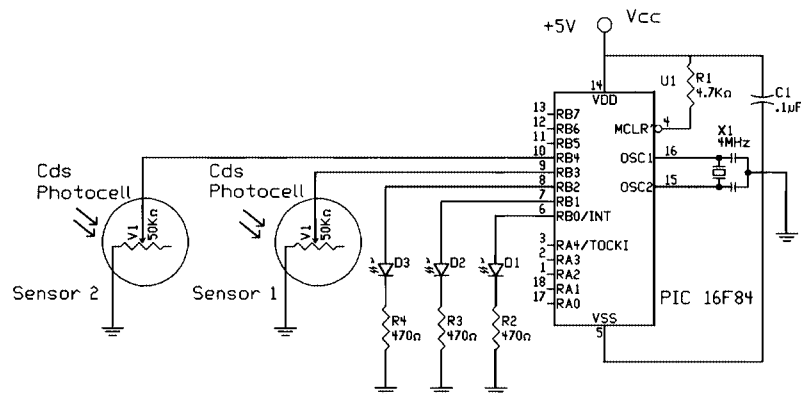 +5V
Vcc
14
VDD
U1
R1
4.7KΩ
C1
.1µF
13
RB7
12
RB6
11
RB5
10
RB4
9
RB3
8
RB2
7
RB1
6
RB0/INT
3
RA4/TOCKI
2
RA3
1
RA2
18
RA1
17
RA0
MCLR'
4
X1
4MHz
OSC1
16
OSC2
15
VSS
5
PIC 16F84
Cds
Photocell
V1
50KΩ
Sensor 2
Cds
Photocell
V1
50KΩ
Sensor 1
D3
D2
D1
R4
470Ω
R3
470Ω
R2
470Ω